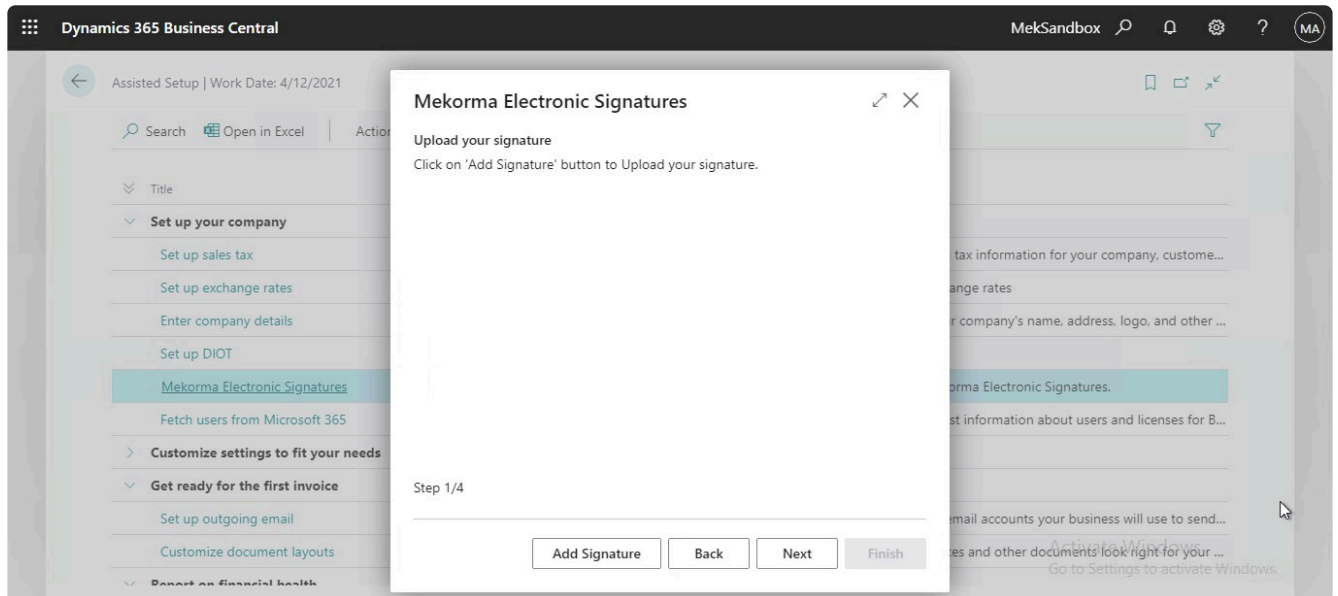 Dynamics 365 Business Central
MekSandbox
?
MA
Assisted Setup | Work Date: 4/12/2021
Search
Open in Excel
Title
Set up your company
Set up sales tax
tax information for your company, custome...
Set up exchange rates
rates
Enter company details
company's name, address, logo, and other ...
Set up DIOT
Mekorma Electronic Signatures
Electronic Signatures.
Fetch users from Microsoft 365
information about users and licenses for B...
Customize settings to fit your needs
Get ready for the first invoice
Set up outgoing email
accounts your business will use to send...
Customize document layouts
and other documents look right for your ...
Report on financial health
Mekorma Electronic Signatures
Upload your signature
Click on 'Add Signature' button to Upload your signature.
Step 1/4
Add Signature
Back
Next
Finish
Activate Windows
Go to Settings to activate Windows.